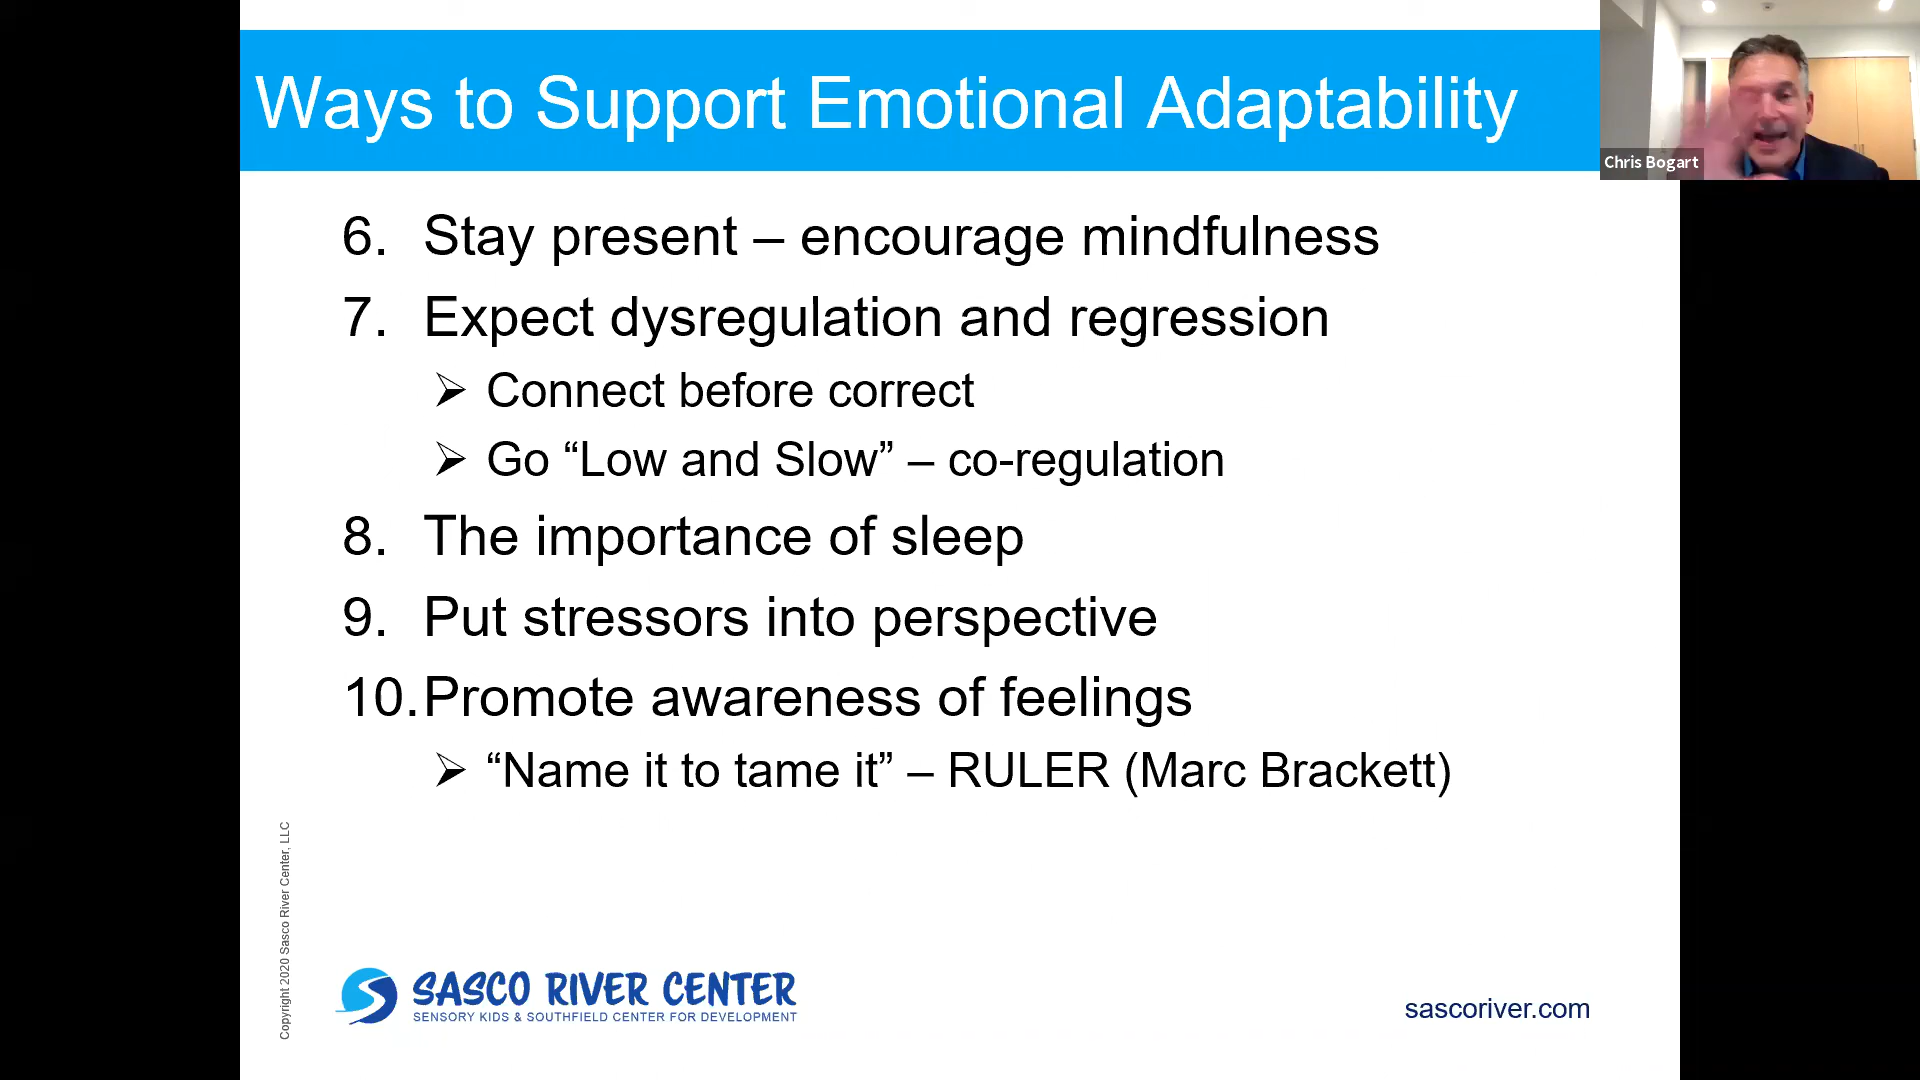 Ways to Support Emotional Adaptability
Chris Bogart
6. Stay present – encourage mindfulness
7. Expect dysregulation and regression
➢ Connect before correct
➢ Go “Low and Slow” – co-regulation
8. The importance of sleep
9. Put stressors into perspective
10. Promote awareness of feelings
➢ “Name it to tame it” – RULER (Marc Brackett)
Copyright 2020 Sasco River Center, LLC
SASCO RIVER CENTER
SENSORY KIDS & SOUTHFIELD CENTER FOR DEVELOPMENT
sascoriver.com